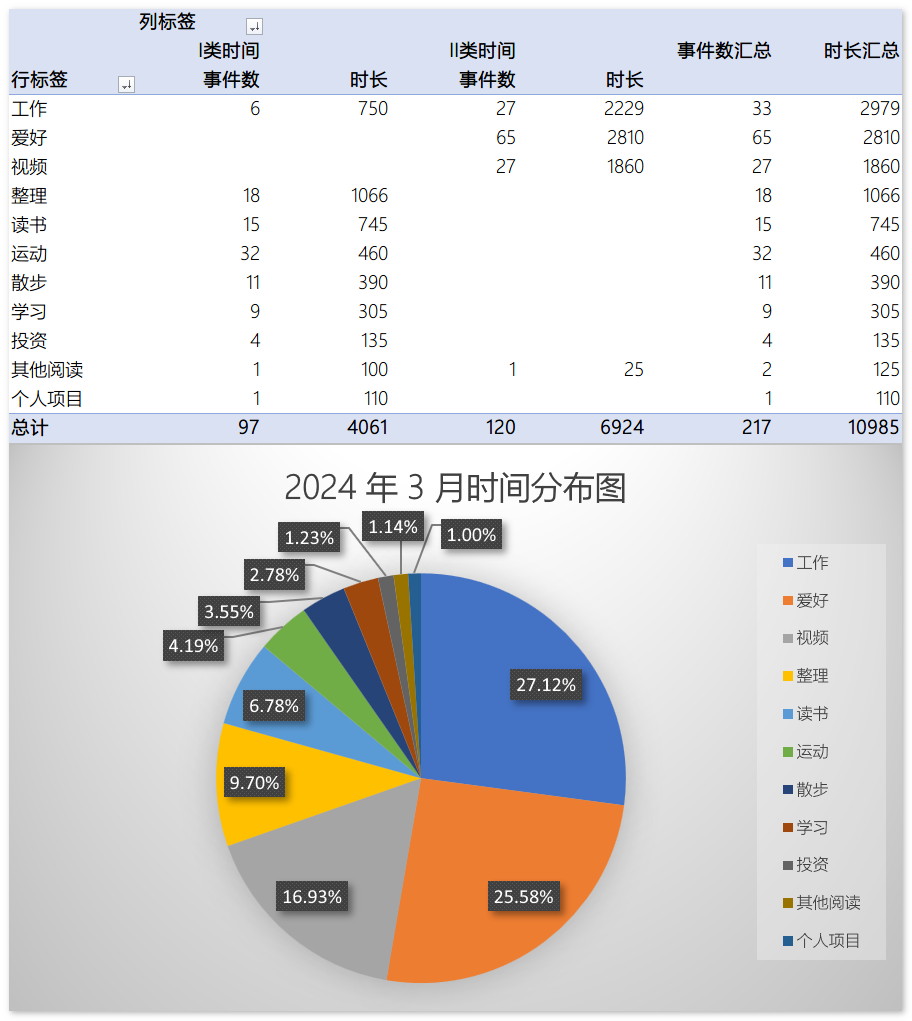 列标签
I类时间 II类时间 事件数汇总 时长汇总
行标签 事件数 时长 事件数 时长
工作 6 750 27 2229 33 2979
爱好 65 2810 65 2810
视频 27 1860 27 1860
整理 18 1066 18 1066
读书 15 745 15 745
运动 32 460 32 460
散步 11 390 11 390
学习 9 305 9 305
投资 4 135 4 135
其他阅读 1 100 1 25 2 125
个人项目 1 110 1 110
总计 97 4061 120 6924 217 10985
2024 年 3 月时间分布图
1.14%
1.23%
1.00%
2.78%
3.55%
4.19%
27.12%
6.78%
9.70%
16.93%
25.58%
工作
爱好
视频
整理
读书
运动
散步
学习
投资
其他阅读
个人项目